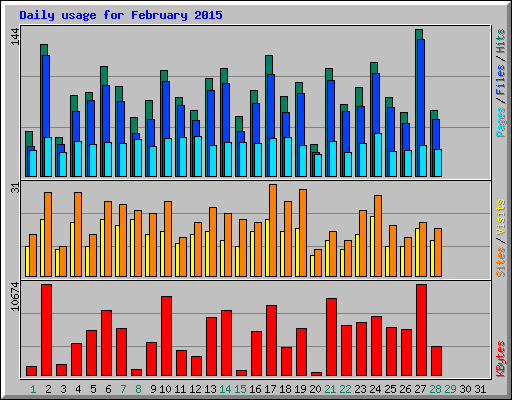 Daily usage for February 2015
144
Pages/Files/Hits
31
Sites/Visits
10674
KBytes
1 2 3 4 5 6 7 8 9 10 11 12 13 14 15 16 17 18 19 20 21 22 23 24 25 26 27 28 29 30 31